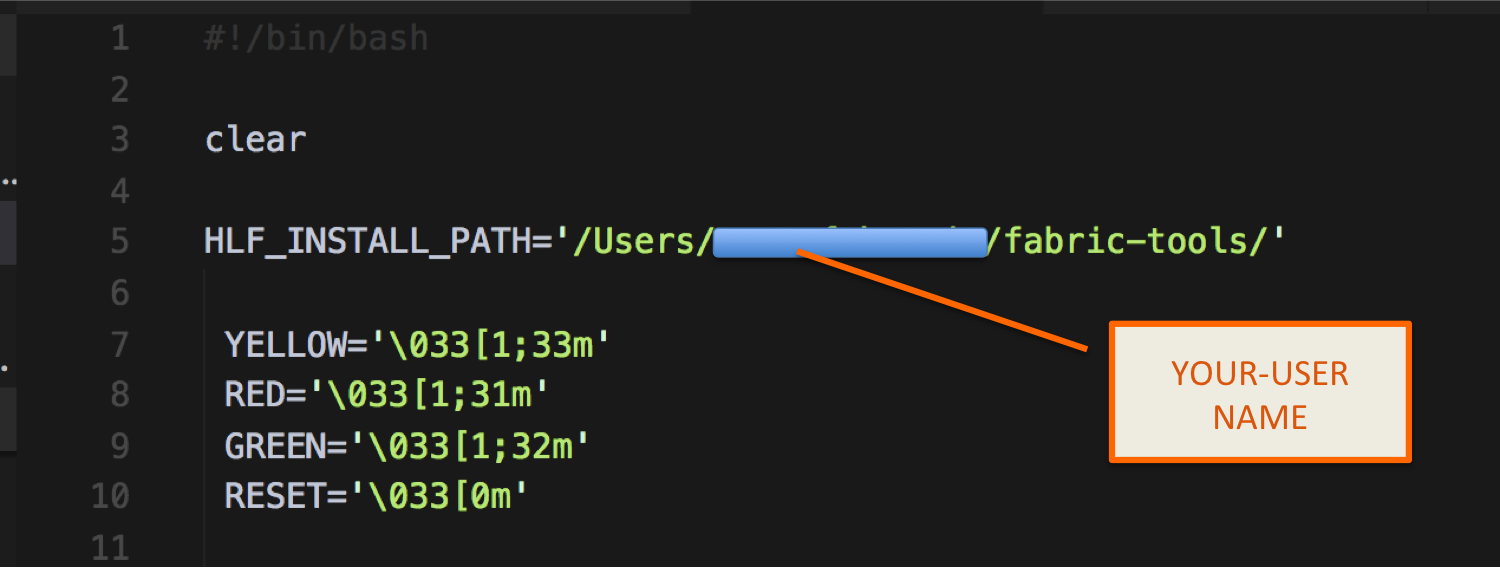 1 #!/bin/bash
2
3 clear
4
5 HLF_INSTALL_PATH='/Users/ /fabric-tools/'
6
7 YELLOW='\033[1;33m'
8 RED='\033[1;31m'
9 GREEN='\033[1;32m'
10 RESET='\033[0m'
11
YOUR-USER
NAME